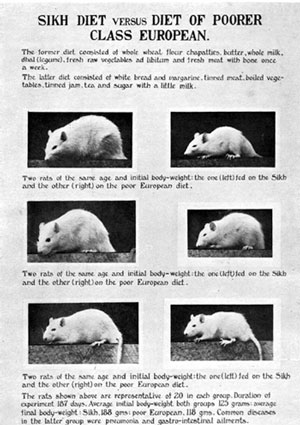 SIKH DIET VERSUS DIET OF POORER
CLASS EUROPEAN.
The former diet consisted of whole wheat flour chapatties, butter, whole milk,
dhal (legume), fresh raw vegetables ad libitum and fresh meat with bone once
a week.
The latter diet consisted of white bread and margarine, tinned meat, boiled vege-
tables, tinned jam, tea and sugar with a little milk.
Two rats of the same age and initial body-weight: the one (left) fed on the Sikh
and the other (right) on the poor European diet.
Two rats of the same age and initial body-weight: the one (left) fed on the Sikh
and the other (right) on the poor European diet.
Two rats of the same age and initial body-weight: the one (left) fed on the Sikh
and the other (right) on the poor European diet.
The rats shown above are representative of 20 in each group. Duration of
experiment 187 days. Average initial body-weight both groups 125 grams: average
final body-weight: Sikh, 188 gms: poor European, 118 gms. Common diseases
in the latter group were pneumonia and gastro-intestinal ailments.